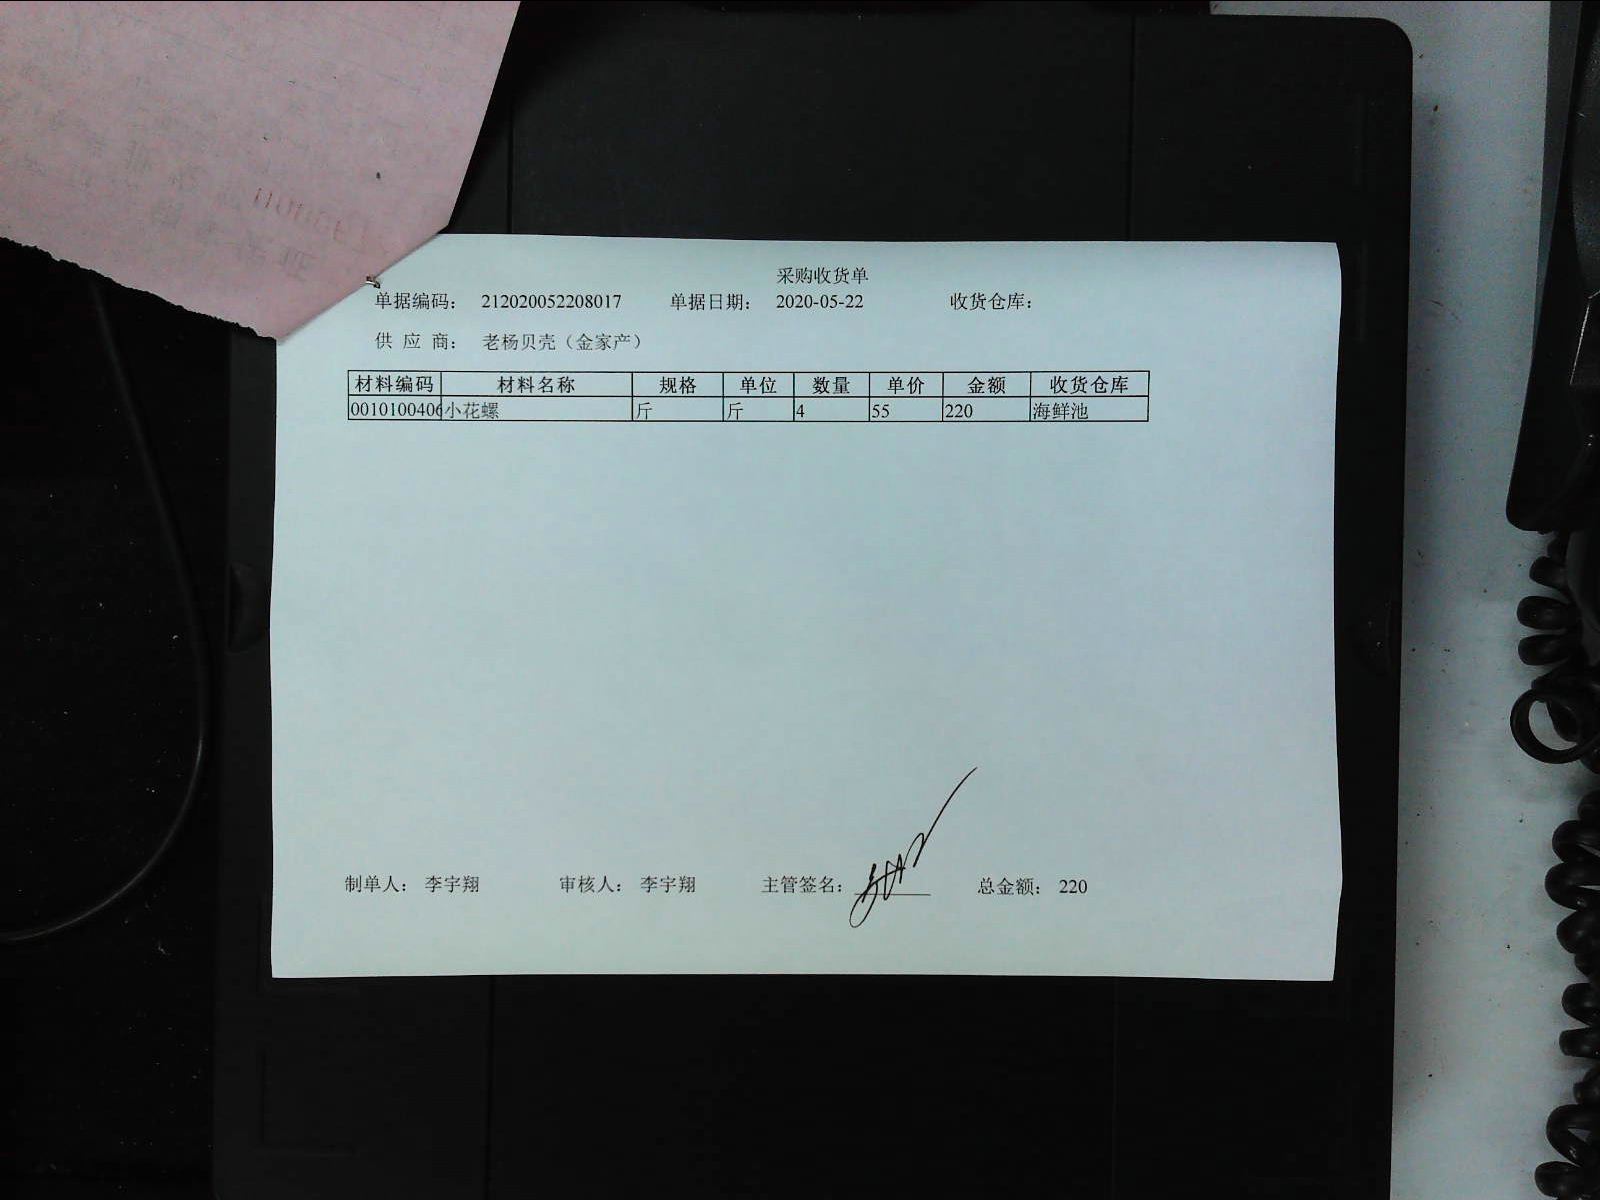 采购收货单
单据编码： 212020052208017 单据日期： 2020-05-22 收货仓库：
供 应 商： 老杨贝壳（金家产）
材料编码 材料名称 规格 单位 数量 单价 金额 收货仓库
0010100406 小花螺 斤 斤 4 55 220 海鲜池
制单人： 李宇翔 审核人： 李宇翔 主管签名： 总金额： 220